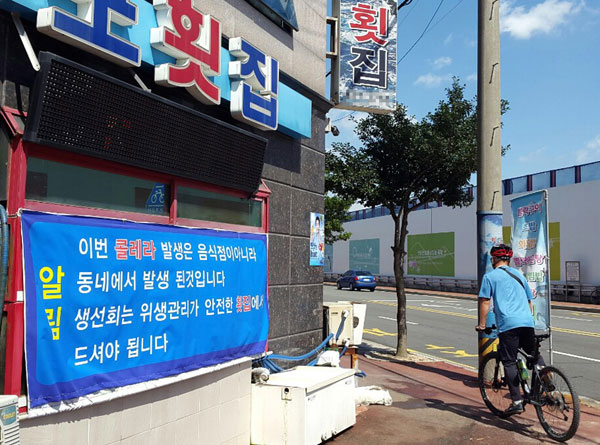 횟집
횟집
알림
이번 콜레라 발생은 음식점이아니라
동네에서 발생 된것입니다
생선회는 위생관리가 안전한 횟집에서
드셔야 됩니다